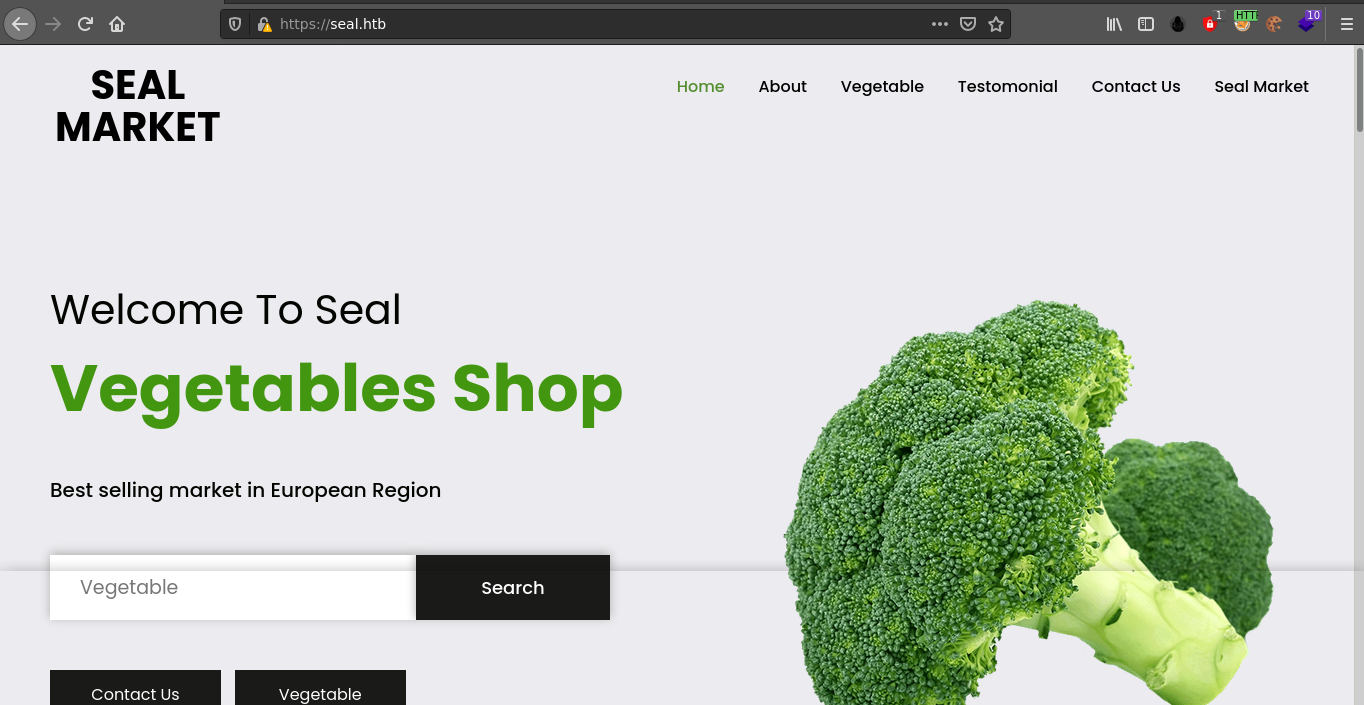 https://seal.htb
1
HTT
10
SEAL
MARKET
Home About Vegetable Testomonial Contact Us Seal Market
Welcome To Seal
Vegetables Shop
Best selling market in European Region
Vegetable Search
Contact Us Vegetable